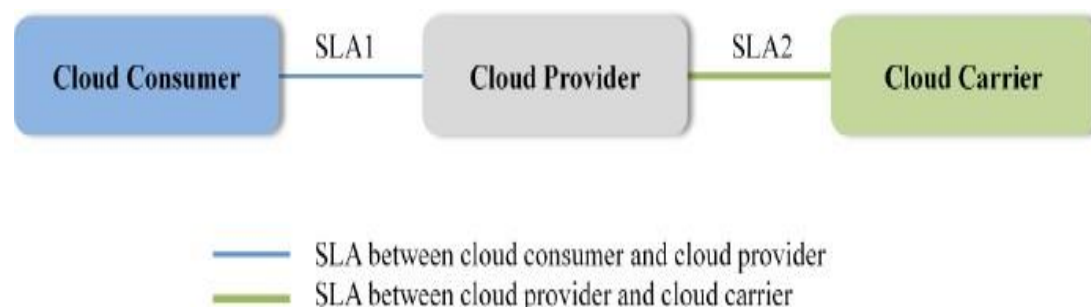 SLA1
SLA2
Cloud Consumer
Cloud Provider
Cloud Carrier
SLA between cloud consumer and cloud provider
SLA between cloud provider and cloud carrier